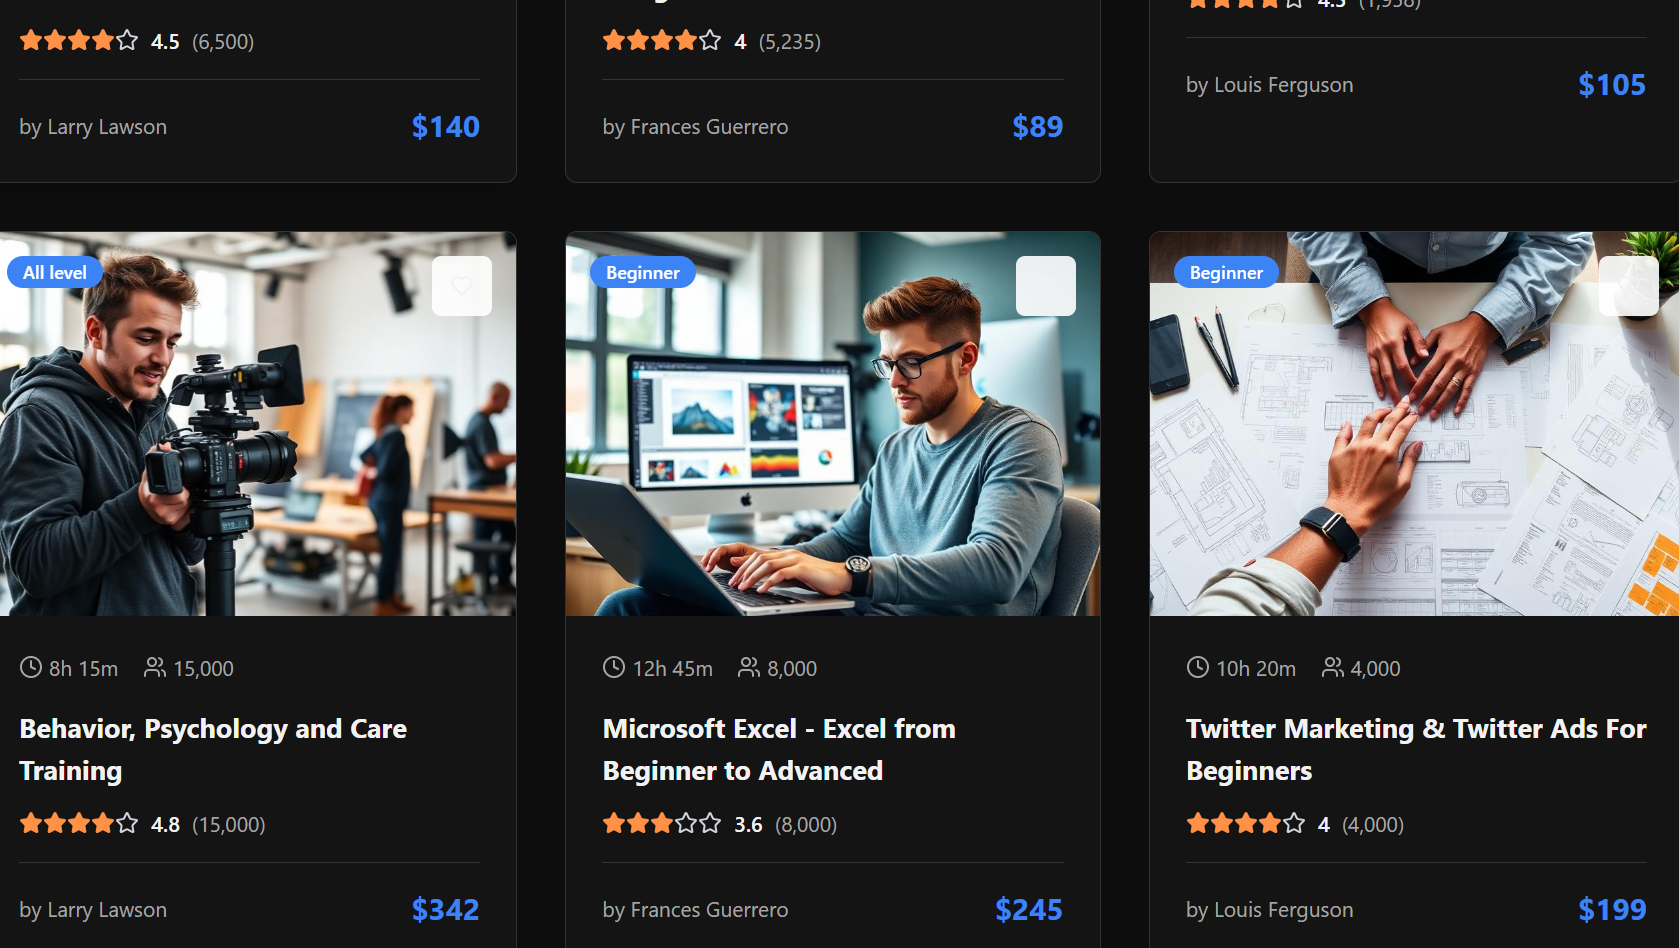 4.5 (6,500)
4 (5,235)
4.5 (1,958)
by Larry Lawson $140
by Frances Guerrero $89
by Louis Ferguson $105
All level
Beginner
Beginner
8h 15m 15,000
Behavior, Psychology and Care
Training
4.8 (15,000)
by Larry Lawson $342
12h 45m 8,000
Microsoft Excel - Excel from
Beginner to Advanced
3.6 (8,000)
by Frances Guerrero $245
10h 20m 4,000
Twitter Marketing & Twitter Ads For
Beginners
4 (4,000)
by Louis Ferguson $199